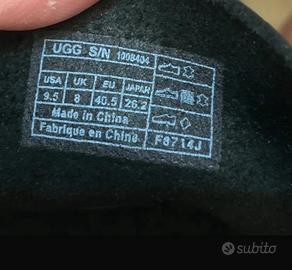 UGG S/N 1008404
USA UK EU JAPAN
9.5 8 40.5 26.2
Made in China
Fabrique en Chine F8714J
subito